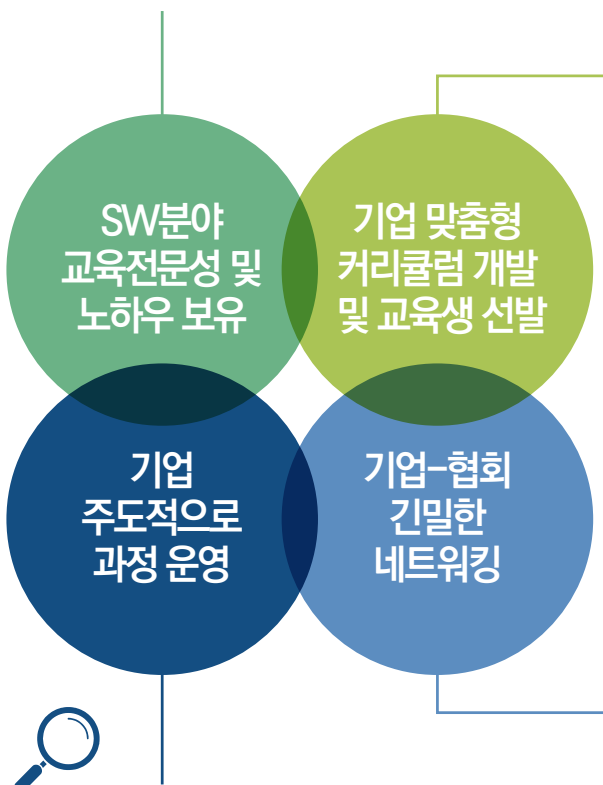 SW분야
교육전문성 및
노하우 보유
기업 맞춤형
커리큘럼 개발
및 교육생 선발
기업
주도적으로
과정 운영
기업-협회
긴밀한
네트워킹